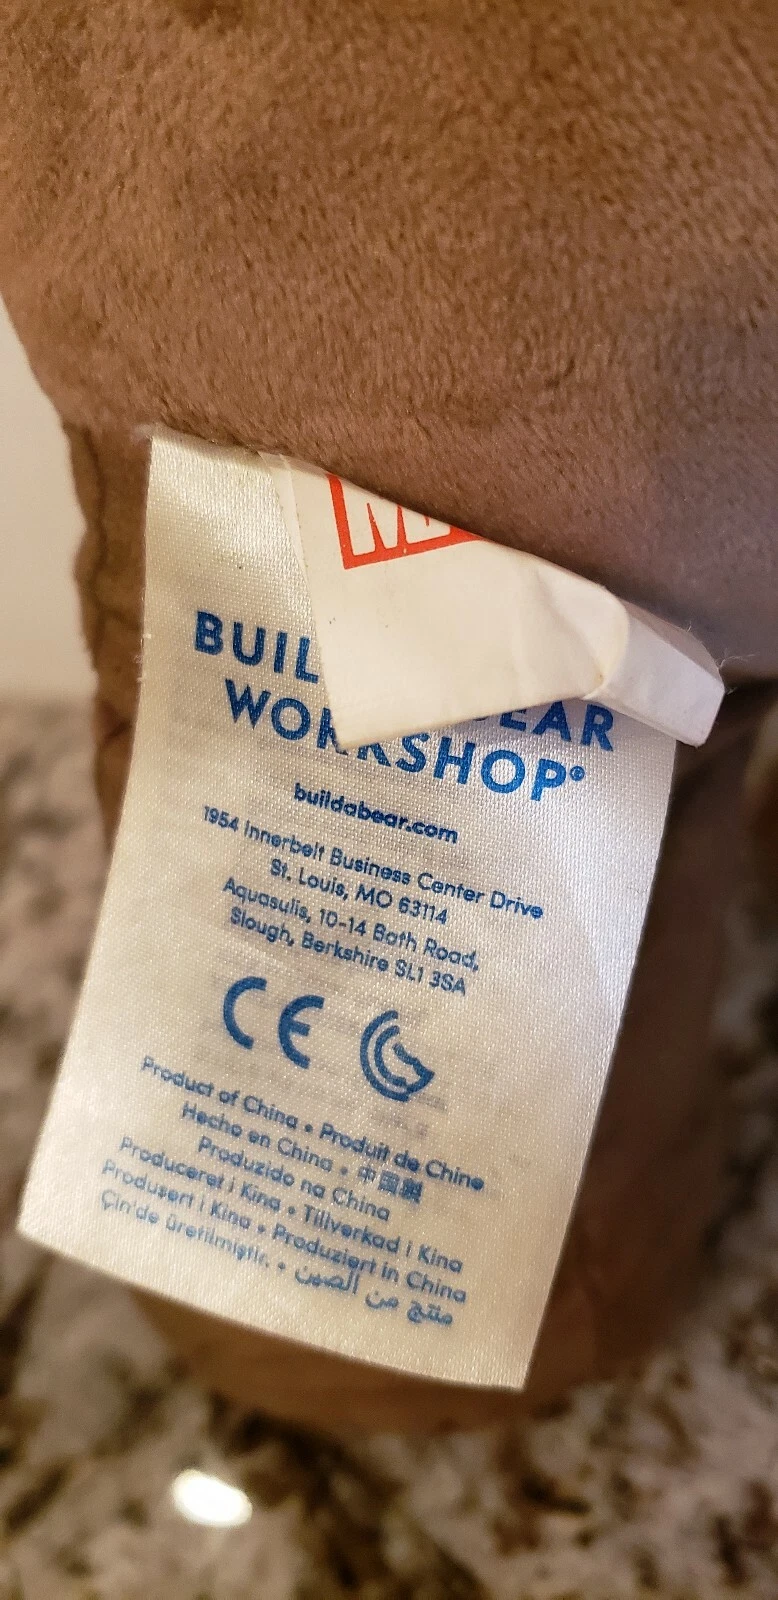 BUIL EAR
WORKSHOP®
buildabear.com
1954 Innerbelt Business Center Drive
St. Louis, MO 63114
Aquasulis, 10-14 Bath Road,
Slough, Berkshire SL1 3SA
CE
Product of China • Produit de Chine
Hecho en China • 中国製
Produzido na China
Produceret i Kina • Tillverkad i Kina
Produsert i Kina • Produziert in China
Çin'de üretilmiştir. • منتج من الصين